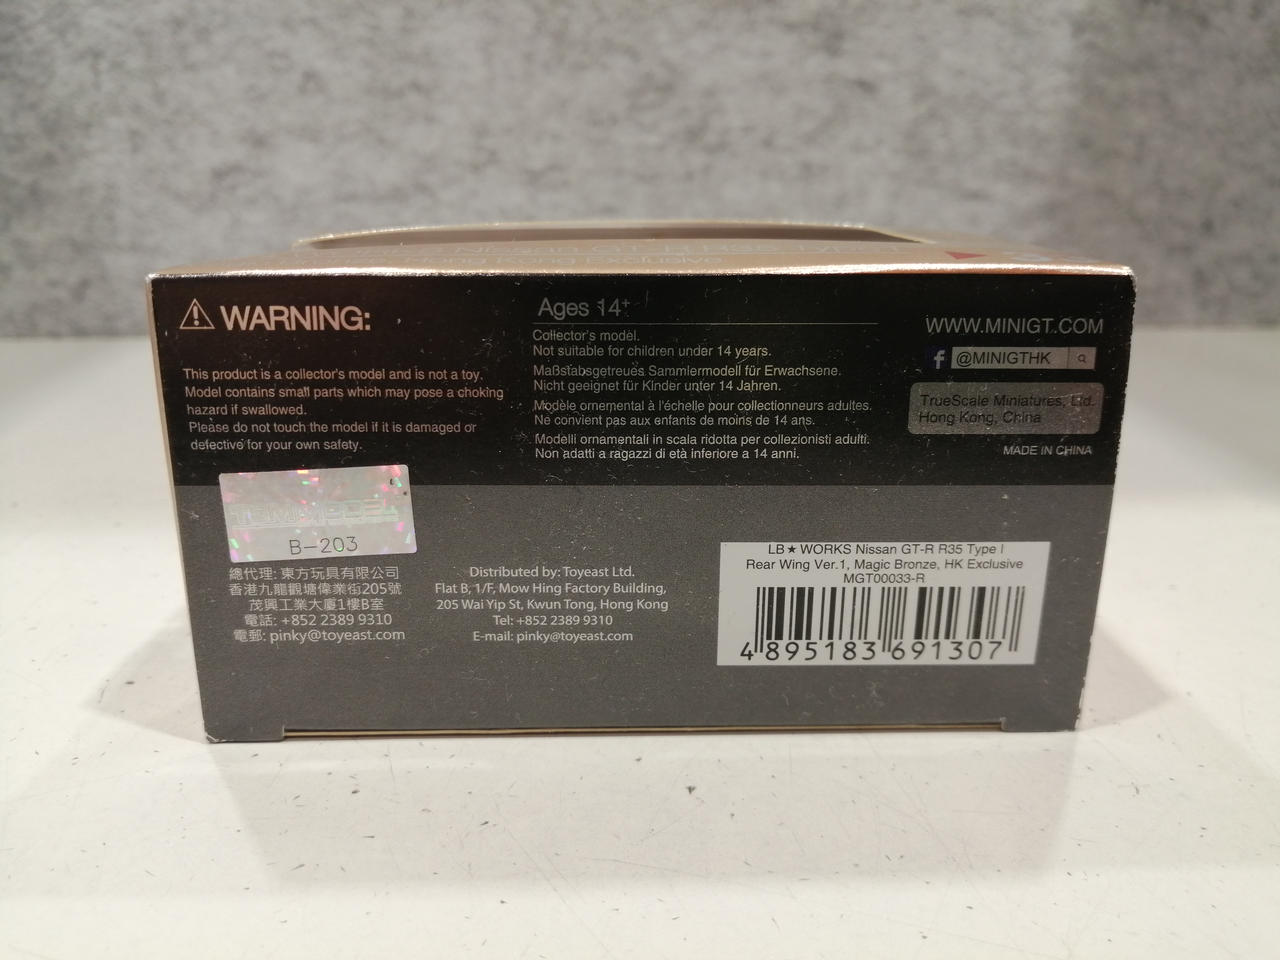 WARNING:
This product is a collector's model and is not a toy.
Model contains small parts which may pose a choking
hazard if swallowed.
Please do not touch the model if it is damaged or
defective for your own safety.
Ages 14+
Collector's model.
Not suitable for children under 14 years.
Maßstabsgetreues Sammlermodell für Erwachsene.
Nicht geeignet für Kinder unter 14 Jahren.
Modèle ornemental à l'échelle pour collectionneurs adultes.
Ne convient pas aux enfants de moins de 14 ans.
Modelli ornamentali in scala ridotta per collezionisti adulti.
Non adatti a ragazzi di età inferiore a 14 anni.
WWW.MINIGT.COM
f @MINIGTHK
TrueScale Miniatures, Ltd.
Hong Kong, China
MADE IN CHINA
B-203
總代理: 東方玩具有限公司
香港九龍觀塘偉業街205號
茂興工業大廈1樓B室
電話: +852 2389 9310
電郵: pinky@toyeast.com
Distributed by: Toyeast Ltd.
Flat B, 1/F, Mow Hing Factory Building,
205 Wai Yip St, Kwun Tong, Hong Kong
Tel: +852 2389 9310
E-mail: pinky@toyeast.com
LB★WORKS Nissan GT-R R35 Type I
Rear Wing Ver.1, Magic Bronze, HK Exclusive
MGT00033-R
4 895183 691307